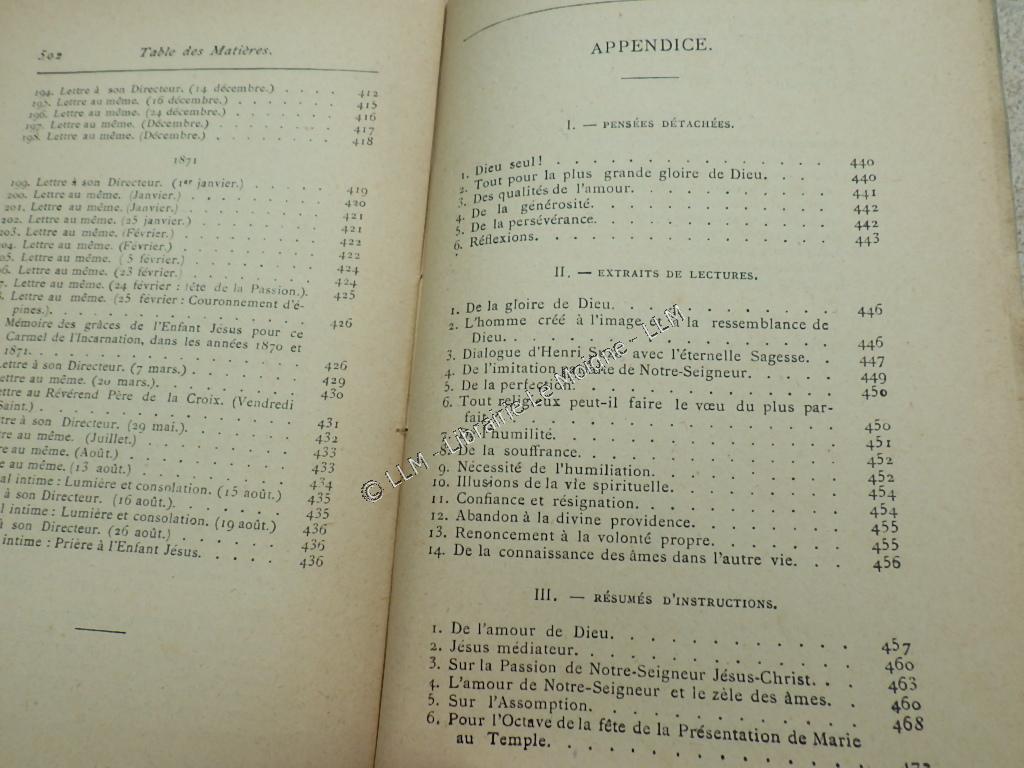 502 Table des Matières.
194. Lettre à son Directeur. (14 décembre.) . . . . 412
195. Lettre au même. (16 décembre.) . . . . . 415
196. Lettre au même. (24 décembre.) . . . . . 416
197. Lettre au même. (Décembre.) . . . . . . 417
198. Lettre au même. (Décembre.) . . . . . . 418
1871
199. Lettre à son Directeur. (1er janvier.) . . . . . 419
200. Lettre au même. (Janvier.) . . . . . . . 420
201. Lettre au même. (Janvier.) . . . . . . . 421
202. Lettre au même. (25 janvier.) . . . . . . 421
203. Lettre au même. (Février.) . . . . . . . 422
04. Lettre au même. (Février.) . . . . . . . 422
05. Lettre au même. ( 5 février.) . . . . . . 424
06. Lettre au même. (23 février.) . . . . . . 424
7. Lettre au même. (24 février : fête de la Passion.). 425
Lettre au même. (25 février : Couronnement d'é-
pines.). . . . . . . . . . . 426
Mémoire des grâces de l'Enfant Jésus pour ce
Carmel de l'Incarnation, dans les années 1870 et
1871. . . . . . . . . . . . 426
Lettre à son Directeur. (7 mars.) . . . . . 429
ettre au même. (20 mars.). . . . . . . 430
ettre au Révérend Père de la Croix. (Vendredi
Saint.) . . . . . . . . . . 431
ttre à son Directeur. (29 mai.). . . . . . 432
re au même. (Juillet.) . . . . . . . 433
e au même. (Août.) . . . . . . . 433
e au même. (13 août.) . . . . . . . 434
al intime : Lumière et consolation. (15 août.) . 435
à son Directeur. (16 août.). . . . . . 435
l intime : Lumière et consolation. (19 août.) . 436
à son Directeur. (26 août.) . . . . . . 436
intime : Prière à l'Enfant Jésus. . . . . . 436
APPENDICE.
I. — PENSÉES DÉTACHÉES.
1. Dieu seul ! . . . . . . . . . . . 440
2. Tout pour la plus grande gloire de Dieu. . . . 440
3. Des qualités de l'amour. . . . . . . . 441
4. De la générosité. . . . . . . . . . 442
5. De la persévérance. . . . . . . . . 442
6. Réflexions. . . . . . . . . . . 443
II. — EXTRAITS DE LECTURES.
1. De la gloire de Dieu. . . . . . . . . 446
2. L'homme créé à l'image et à la ressemblance de
Dieu. . . . . . . . . . . . 446
3. Dialogue d'Henri Suso avec l'éternelle Sagesse. . 447
4. De l'imitation parfaite de Notre-Seigneur. . . . 449
5. De la perfection. . . . . . . . . . 450
6. Tout religieux peut-il faire le vœu du plus par-
fait? . . . . . . . . . . . 450
7. De l'humilité. . . . . . . . . . . 451
8. De la souffrance. . . . . . . . . . 452
9. Nécessité de l'humiliation. . . . . . . . 452
10. Illusions de la vie spirituelle. . . . . . . 454
11. Confiance et résignation. . . . . . . . 454
12. Abandon à la divine providence. . . . . . 455
13. Renoncement à la volonté propre. . . . . . 455
14. De la connaissance des âmes dans l'autre vie. . . 456
III. — RÉSUMÉS D'INSTRUCTIONS.
1. De l'amour de Dieu. . . . . . . . . 457
2. Jésus médiateur. . . . . . . . . . 460
3. Sur la Passion de Notre-Seigneur Jésus-Christ. . . 463
4. L'amour de Notre-Seigneur et le zèle des âmes. . 460
5. Sur l'Assomption. . . . . . . . . . 468
6. Pour l'Octave de la fête de la Présentation de Marie
au Temple. . . . . . . . . . .
© LLM - Librairie Le Moigne - LLM